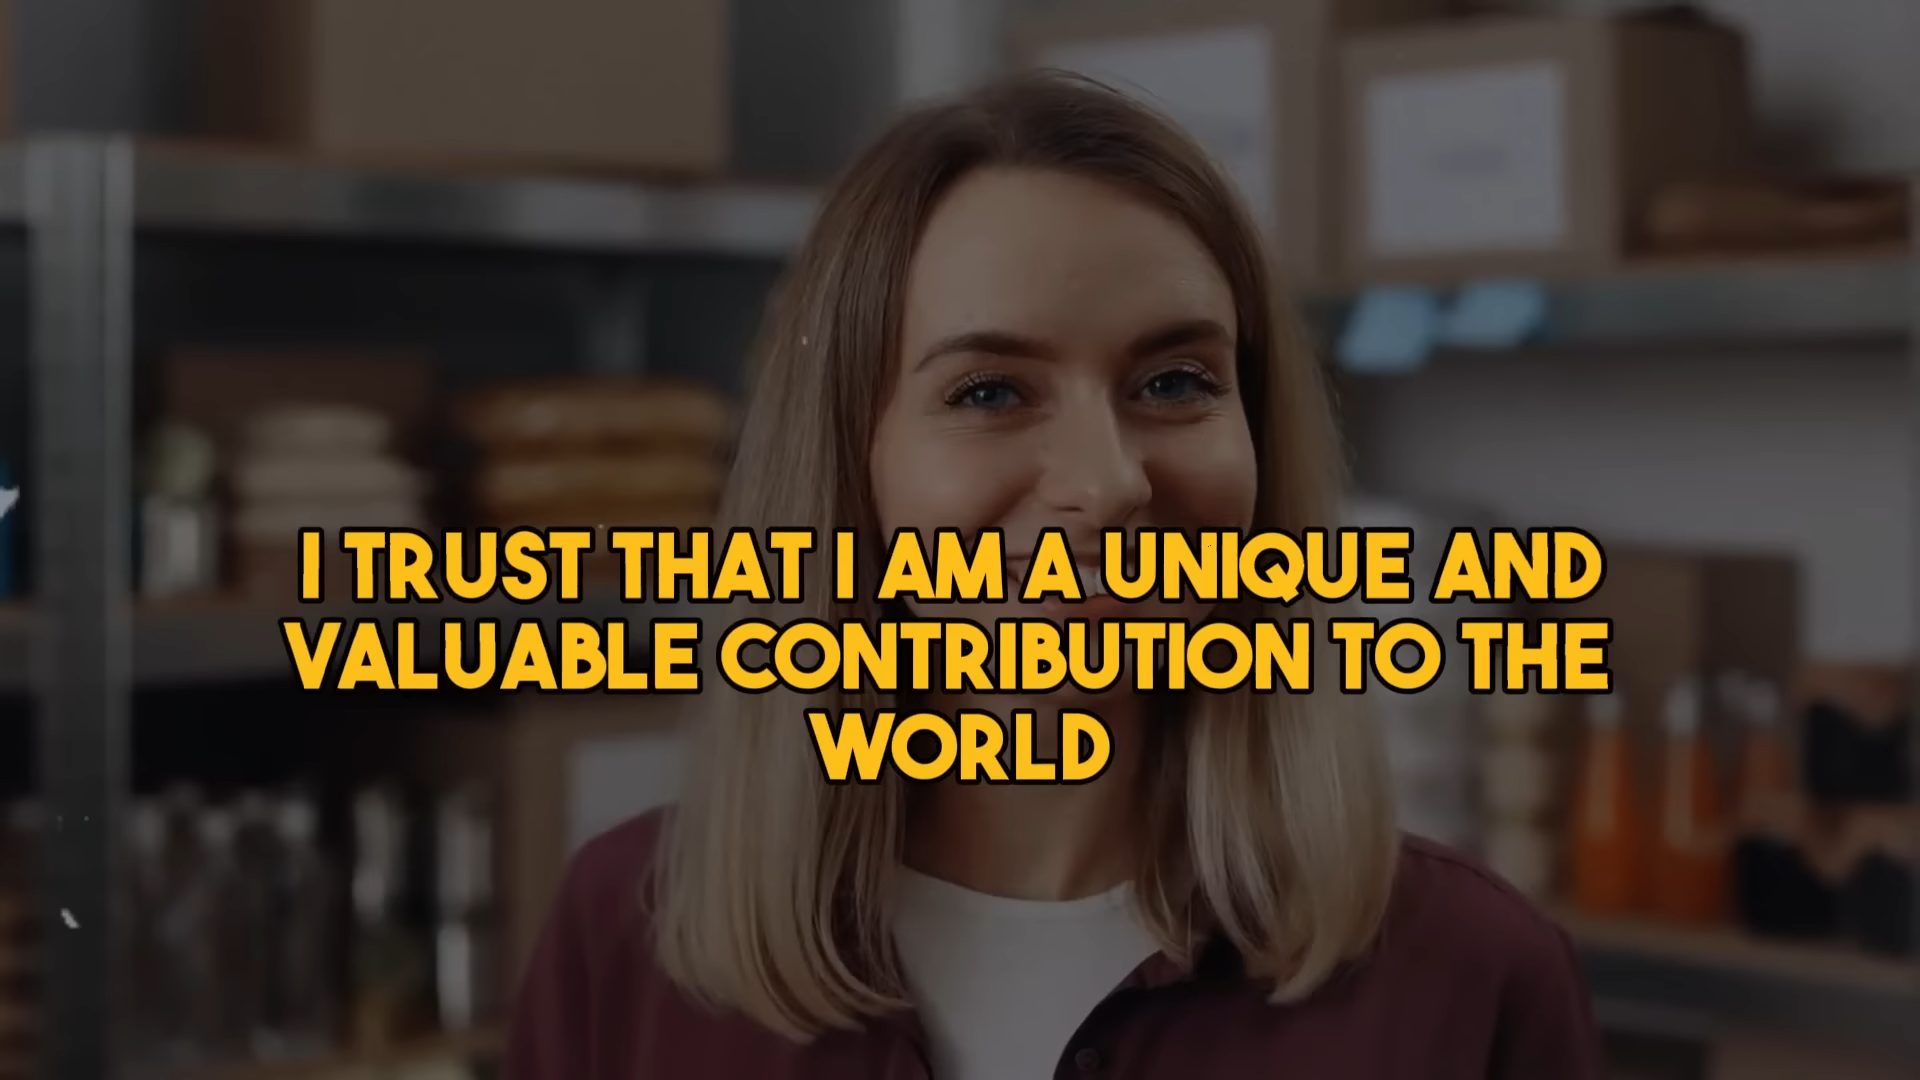 I TRUST THAT I AM A UNIQUE AND
VALUABLE CONTRIBUTION TO THE
WORLD